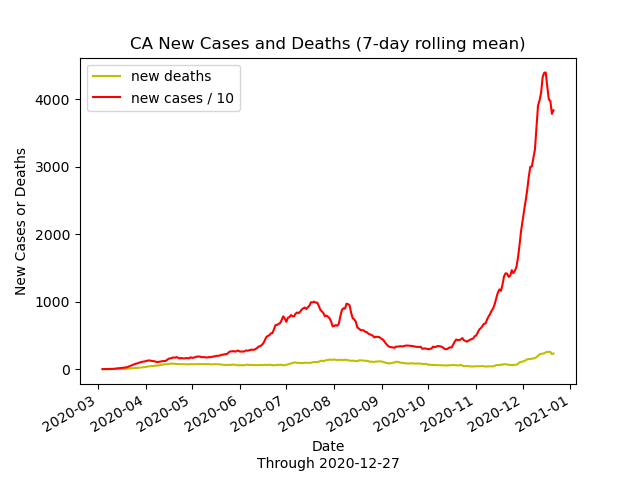 CA New Cases and Deaths (7-day rolling mean)
new deaths
new cases / 10
New Cases or Deaths
4000
3000
2000
1000
0
2020-03
2020-04
2020-05
2020-06
2020-07
2020-08
2020-09
2020-10
2020-11
2020-12
2021-01
Date
Through 2020-12-27